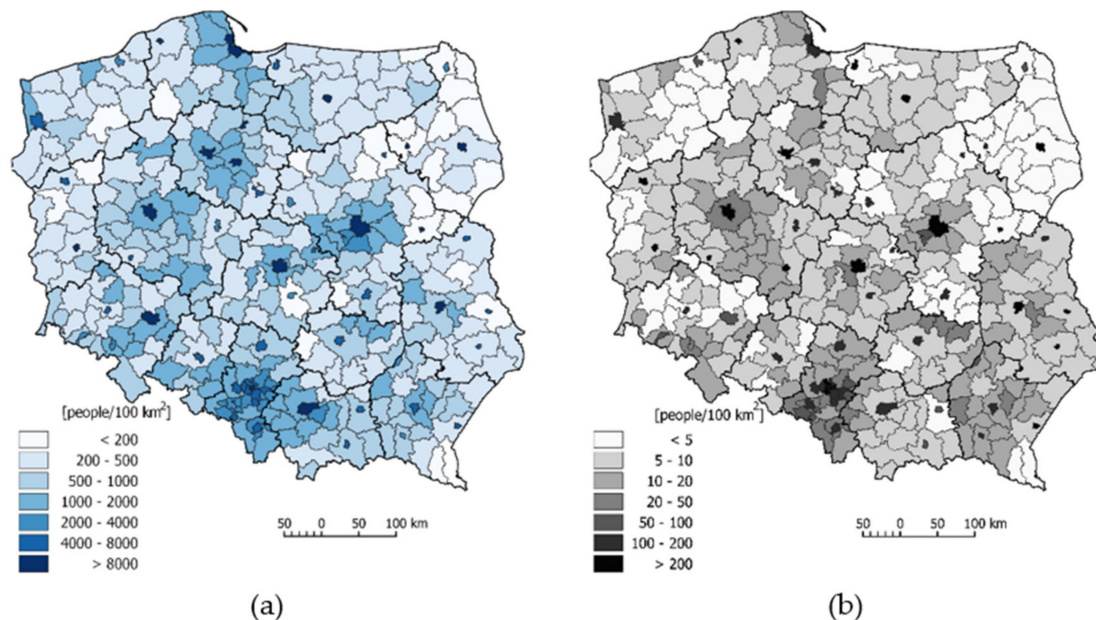 [people/100 km²]
< 200
200 - 500
500 - 1000
1000 - 2000
2000 - 4000
4000 - 8000
> 8000
50 0 50 100 km
(a)
[people/100 km²]
< 5
5 - 10
10 - 20
20 - 50
50 - 100
100 - 200
> 200
50 0 50 100 km
(b)